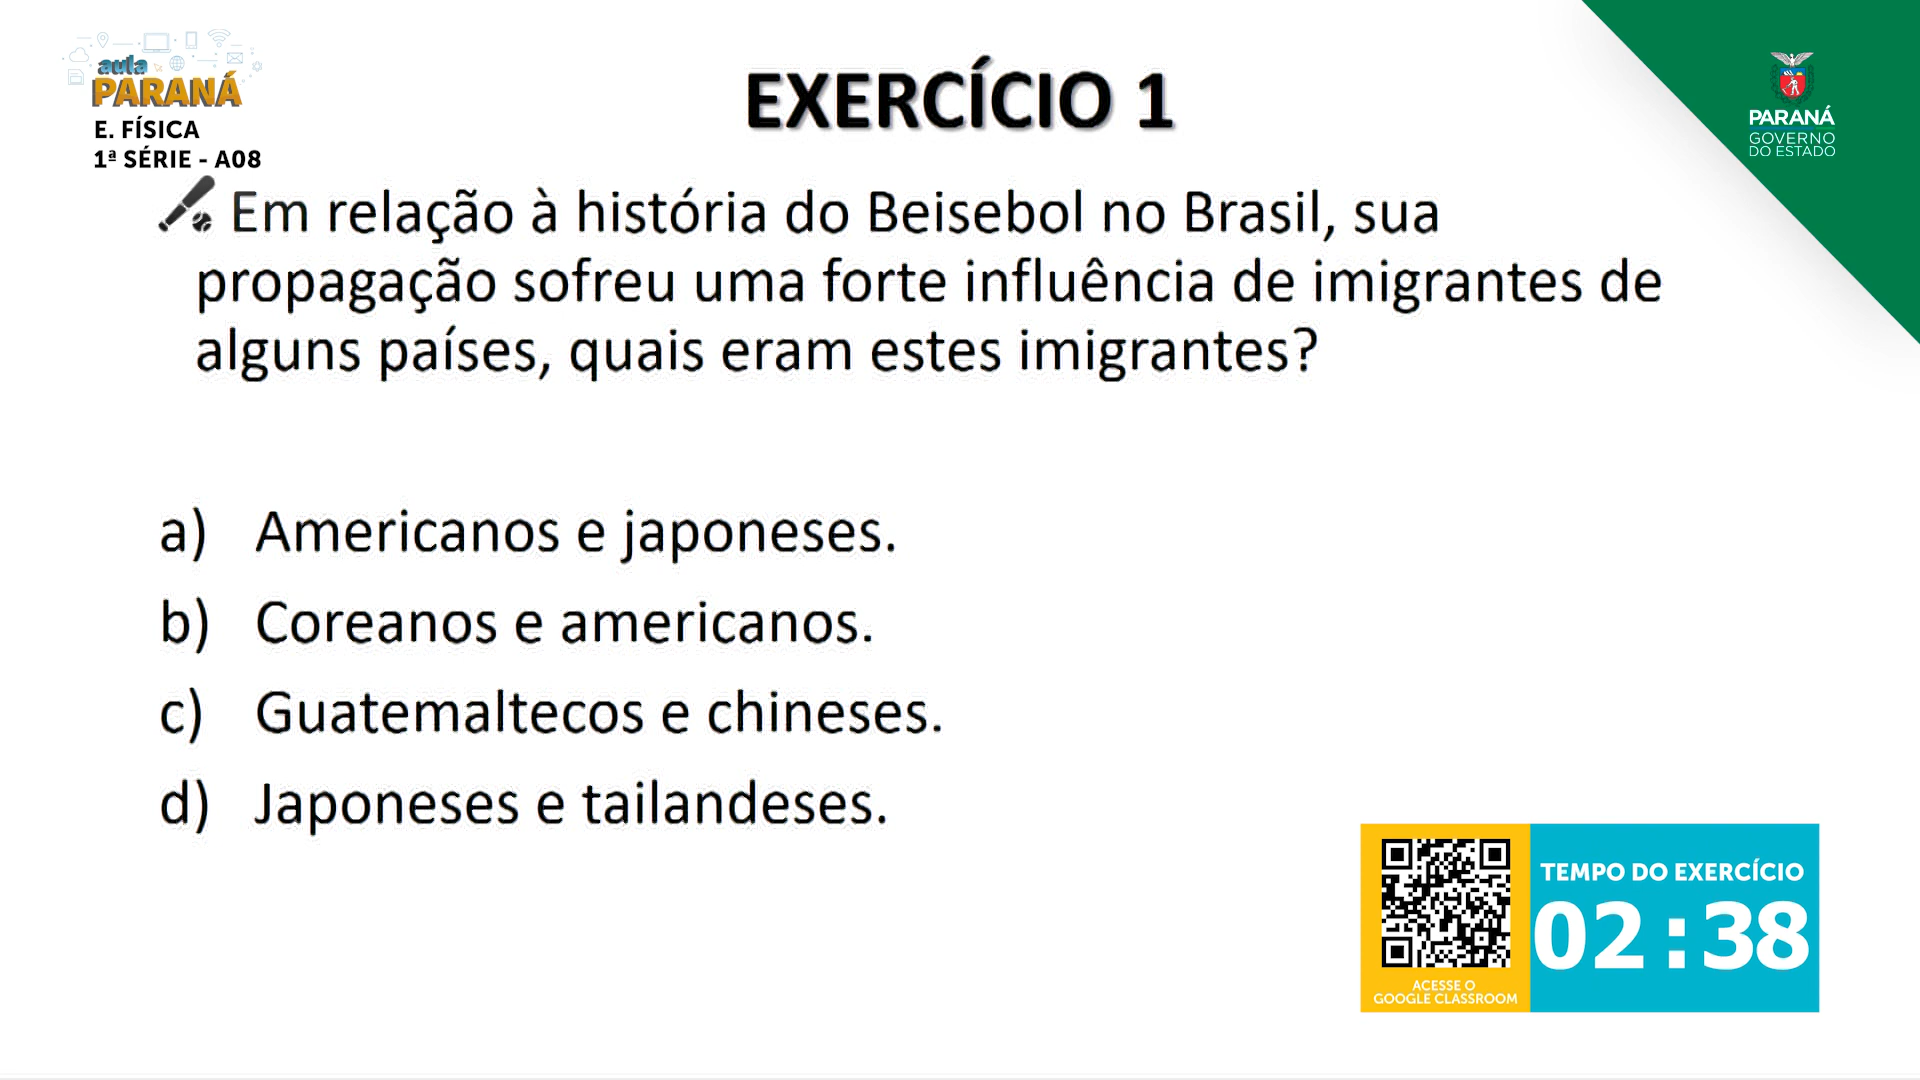 aula
PARANÁ
E. FÍSICA
1ª SÉRIE - A08
EXERCÍCIO 1
PARANÁ
GOVERNO
DO ESTADO
Em relação à história do Beisebol no Brasil, sua
propagação sofreu uma forte influência de imigrantes de
alguns países, quais eram estes imigrantes?
a) Americanos e japoneses.
b) Coreanos e americanos.
c) Guatemaltecos e chineses.
d) Japoneses e tailandeses.
ACESSE O
GOOGLE CLASSROOM
TEMPO DO EXERCÍCIO
02:38